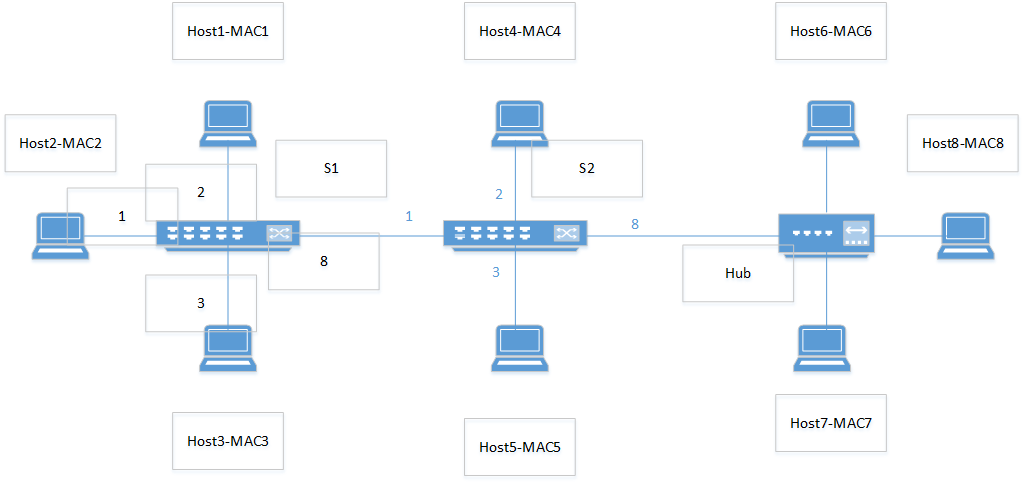 Host1-MAC1
Host4-MAC4
Host6-MAC6
Host2-MAC2
Host8-MAC8
S1
S2
2
2
1
1
8
8
3
3
Hub
Host7-MAC7
Host3-MAC3
Host5-MAC5